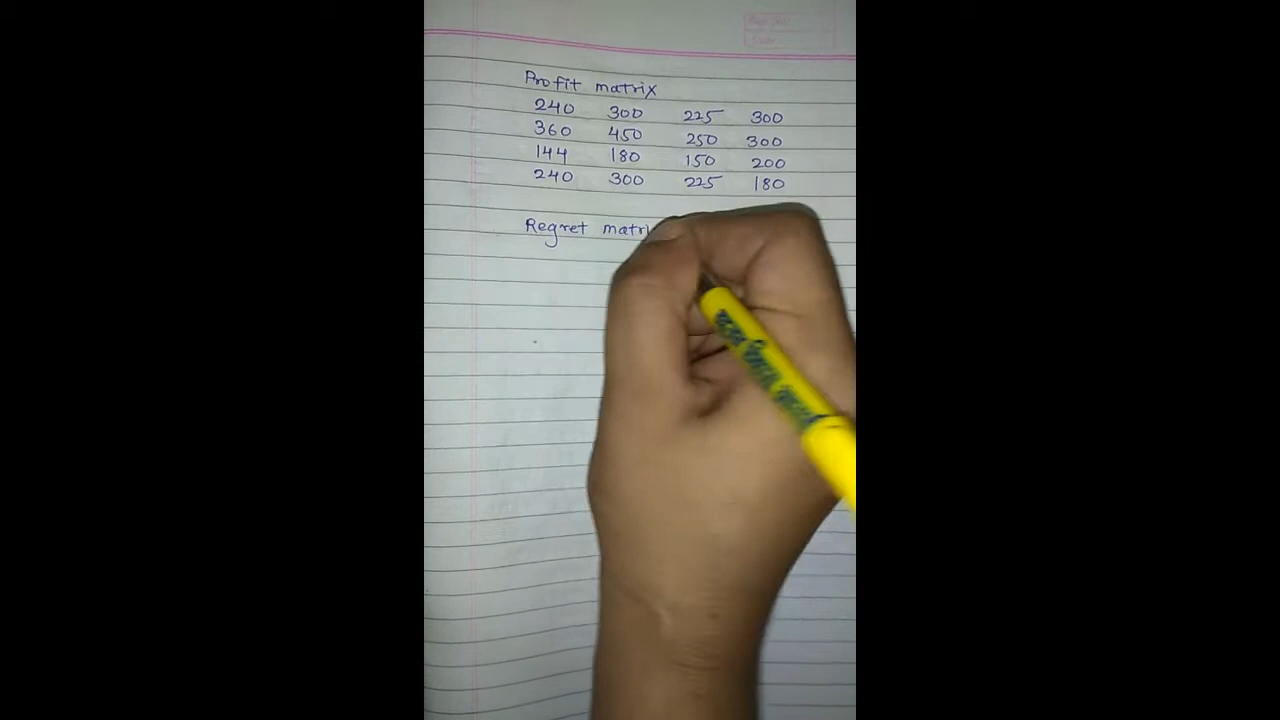 Profit matrix
240 300 225 300
360 450 250 300
144 180 150 200
240 300 225 180
Regret matri